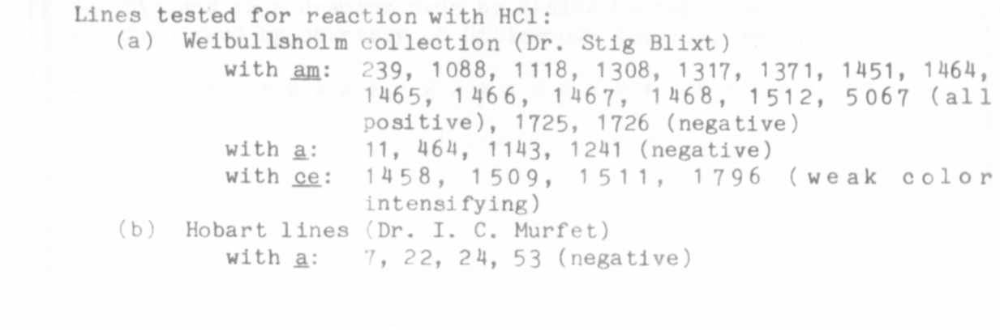 Lines tested for reaction with HCl:
(a) Weibullsholm collection (Dr. Stig Blixt)
with am: 239, 1088, 1118, 1308, 1317, 1371, 1451, 1464,
1465, 1466, 1467, 1468, 1512, 5067 (all
positive), 1725, 1726 (negative)
with a: 11, 464, 1143, 1241 (negative)
with ce: 1458, 1509, 1511, 1796 (weak color
intensifying)
(b) Hobart lines (Dr. I. C. Murfet)
with a: 7, 22, 24, 53 (negative)